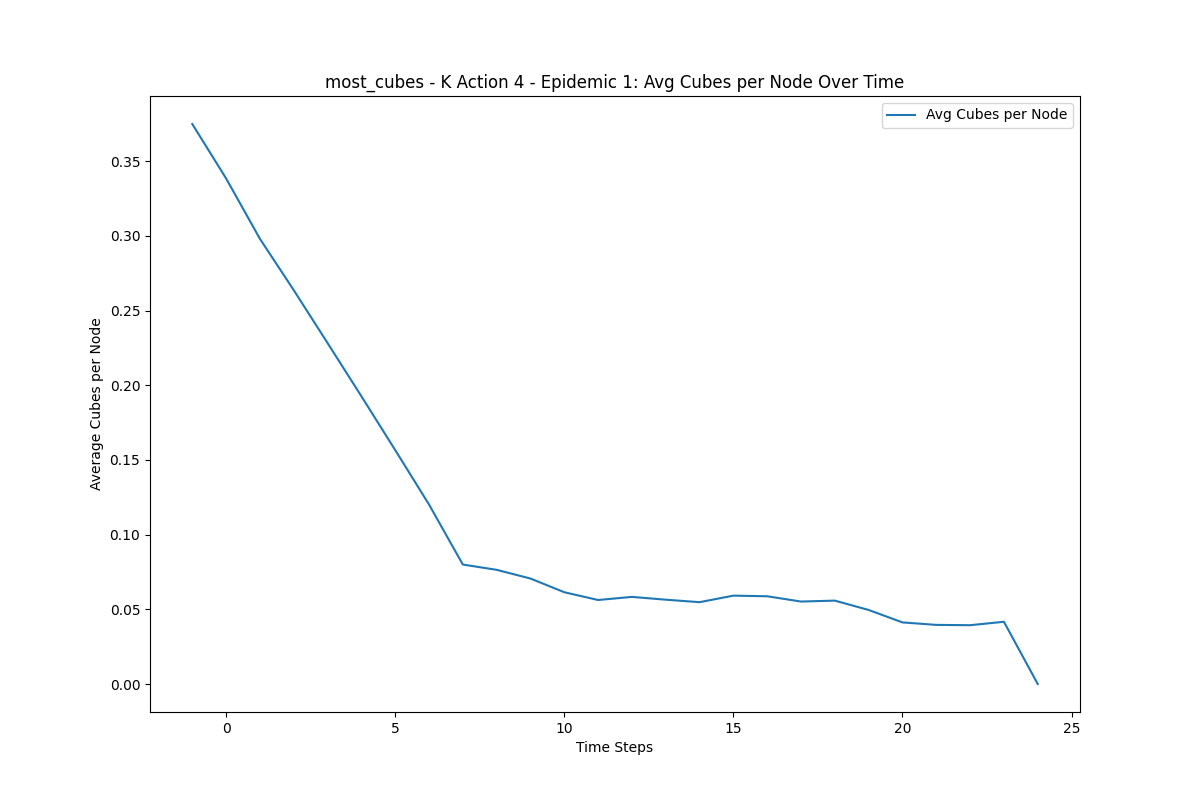 most_cubes - K Action 4 - Epidemic 1: Avg Cubes per Node Over Time
Avg Cubes per Node
Average Cubes per Node
0.35
0.30
0.25
0.20
0.15
0.10
0.05
0.00
0 5 10 15 20 25
Time Steps